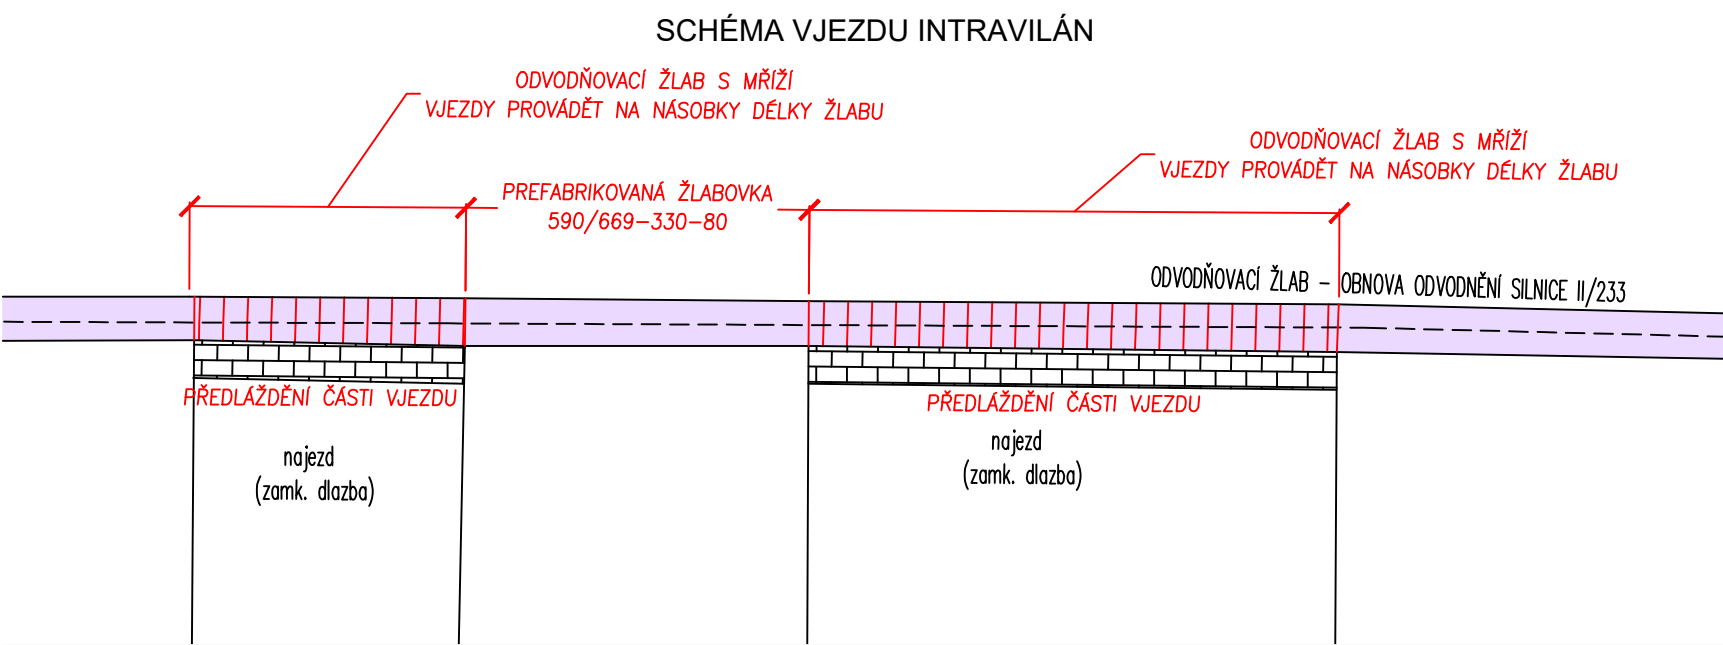 SCHÉMA VJEZDU INTRAVILÁN
ODVODŇOVACÍ ŽLAB S MŘÍŽÍ
VJEZDY PROVÁDĚT NA NÁSOBKY DÉLKY ŽLABU
ODVODŇOVACÍ ŽLAB S MŘÍŽÍ
VJEZDY PROVÁDĚT NA NÁSOBKY DÉLKY ŽLABU
PREFABRIKOVANÁ ŽLABOVKA
590/669-330-80
ODVODŇOVACÍ ŽLAB - OBNOVA ODVODNĚNÍ SILNICE II/233
PŘEDLÁŽDĚNÍ ČÁSTI VJEZDU
PŘEDLÁŽDĚNÍ ČÁSTI VJEZDU
najezd
(zamk. dlazba)
najezd
(zamk. dlazba)